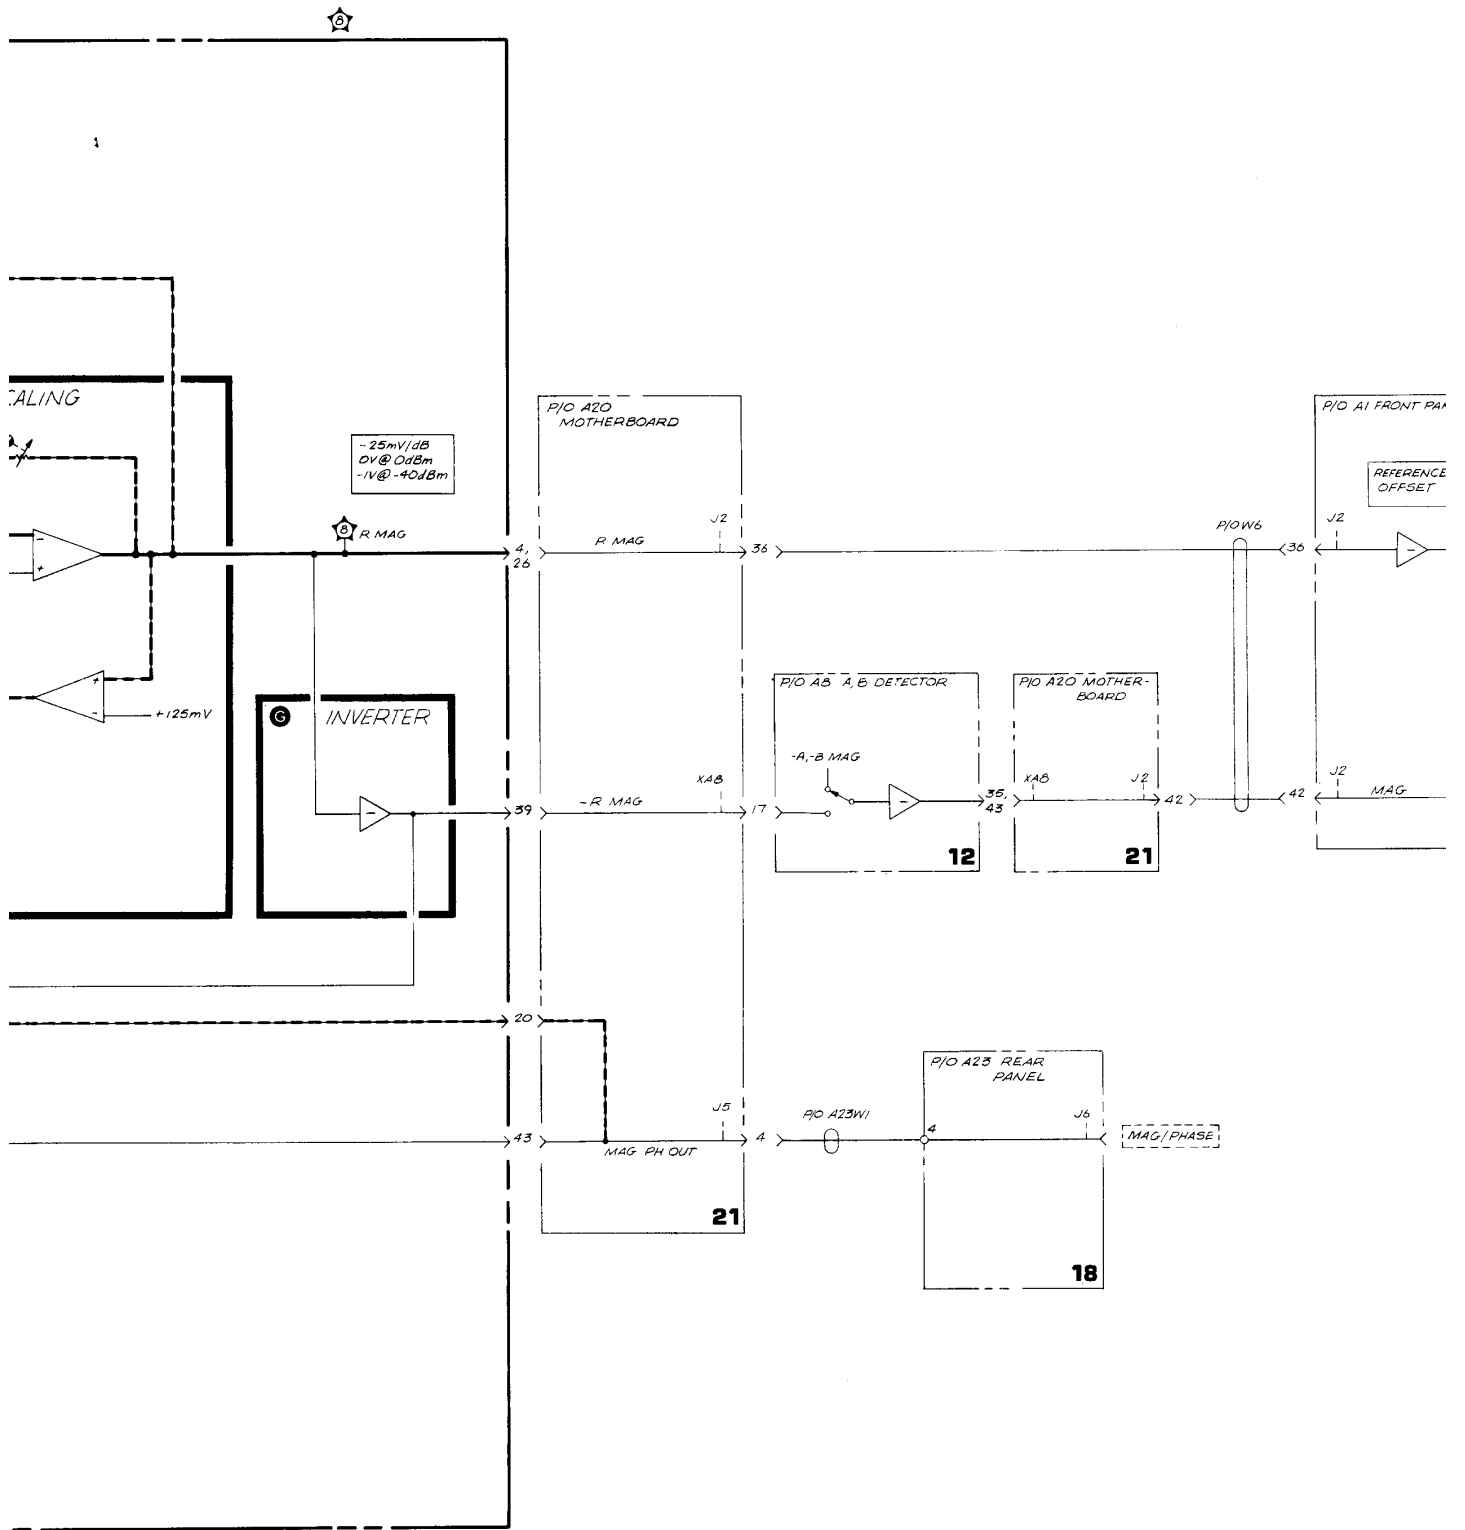 8
CALING
-25mV/dB
0V@0dBm
-1V@-40dBm
8
R MAG
-
+
+
-
+125mV
G
INVERTER
-
4,
26
39
20
43
P/O A20
MOTHERBOARD
R MAG
J2
36
-R MAG
XA8
17
MAG PH OUT
J5
4
21
P/O A8 A,B DETECTOR
-A,-B MAG
-
35,
43
12
P/O A20 MOTHER-
BOARD
XA8
J2
42
21
P/O W6
36
42
P/O A1 FRONT PAN
REFERENCE
OFFSET
J2
-
J2
MAG
P/O A23W1
P/O A23 REAR
PANEL
4
J6
18
MAG/PHASE